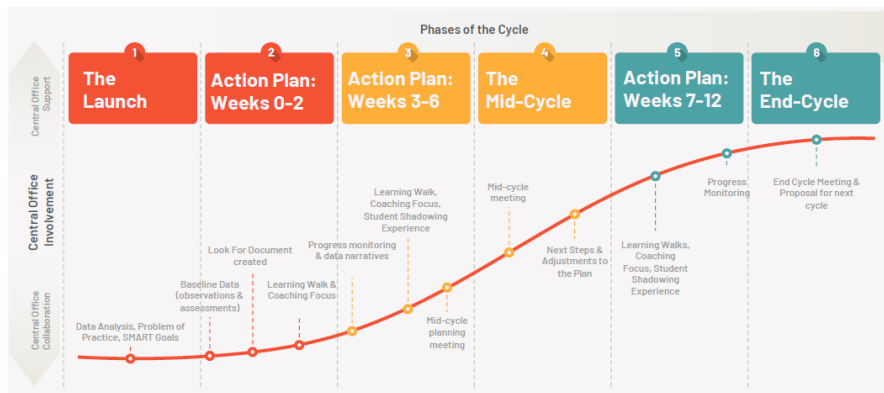 Phases of the Cycle
1
2
3
4
5
6
The
Launch
Action Plan:
Weeks 0-2
Action Plan:
Weeks 3-6
The
Mid-Cycle
Action Plan:
Weeks 7-12
The
End-Cycle
Central Office
Support
Central Office
Involvement
Central Office
Collaboration
Data Analysis, Problem of
Practice, SMART Goals
Baseline Data
(observations &
assessments)
Look For Document
created
Learning Walk &
Coaching Focus
Progress monitoring
& data narratives
Learning Walk,
Coaching Focus,
Student Shadowing
Experience
Mid-cycle
planning
meeting
Mid-cycle
meeting
Next Steps &
Adjustments to
the Plan
Learning Walks,
Coaching
Focus, Student
Shadowing
Experience
Progress
Monitoring
End Cycle Meeting &
Proposal for next
cycle